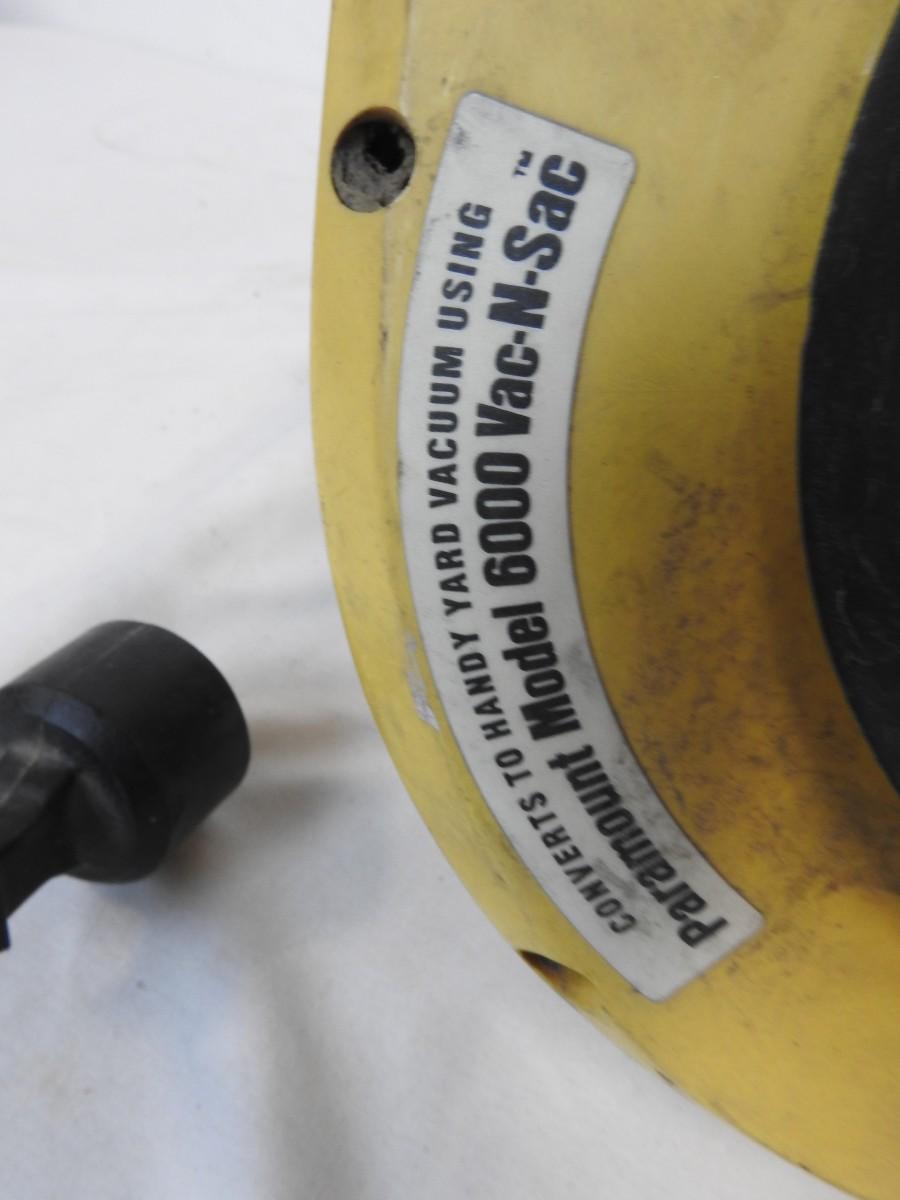 CONVERTS TO HANDY YARD VACUUM USING
Paramount Model 6000 Vac-N-Sac™